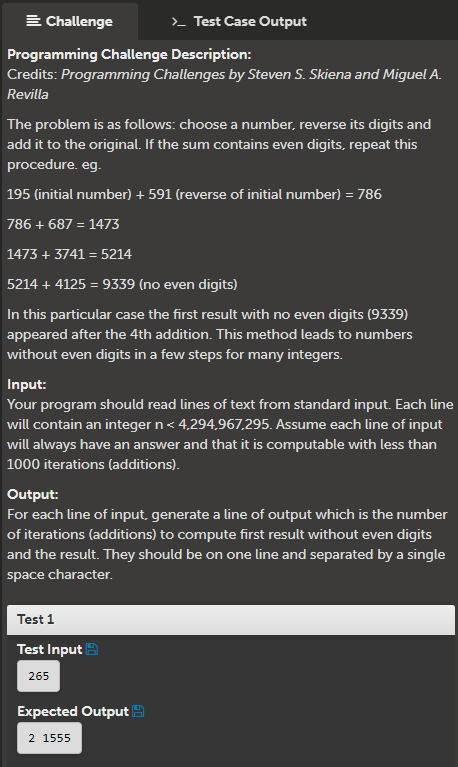 Challenge >_ Test Case Output
Programming Challenge Description:
Credits: Programming Challenges by Steven S. Skiena and Miguel A.
Revilla
The problem is as follows: choose a number, reverse its digits and
add it to the original. If the sum contains even digits, repeat this
procedure. eg.
195 (initial number) + 591 (reverse of initial number) = 786
786 + 687 = 1473
1473 + 3741 = 5214
5214 + 4125 = 9339 (no even digits)
In this particular case the first result with no even digits (9339)
appeared after the 4th addition. This method leads to numbers
without even digits in a few steps for many integers.
Input:
Your program should read lines of text from standard input. Each line
will contain an integer n < 4,294,967,295. Assume each line of input
will always have an answer and that it is computable with less than
1000 iterations (additions).
Output:
For each line of input, generate a line of output which is the number
of iterations (additions) to compute first result without even digits
and the result. They should be on one line and separated by a single
space character.
Test 1
Test Input
265
Expected Output
2 1555